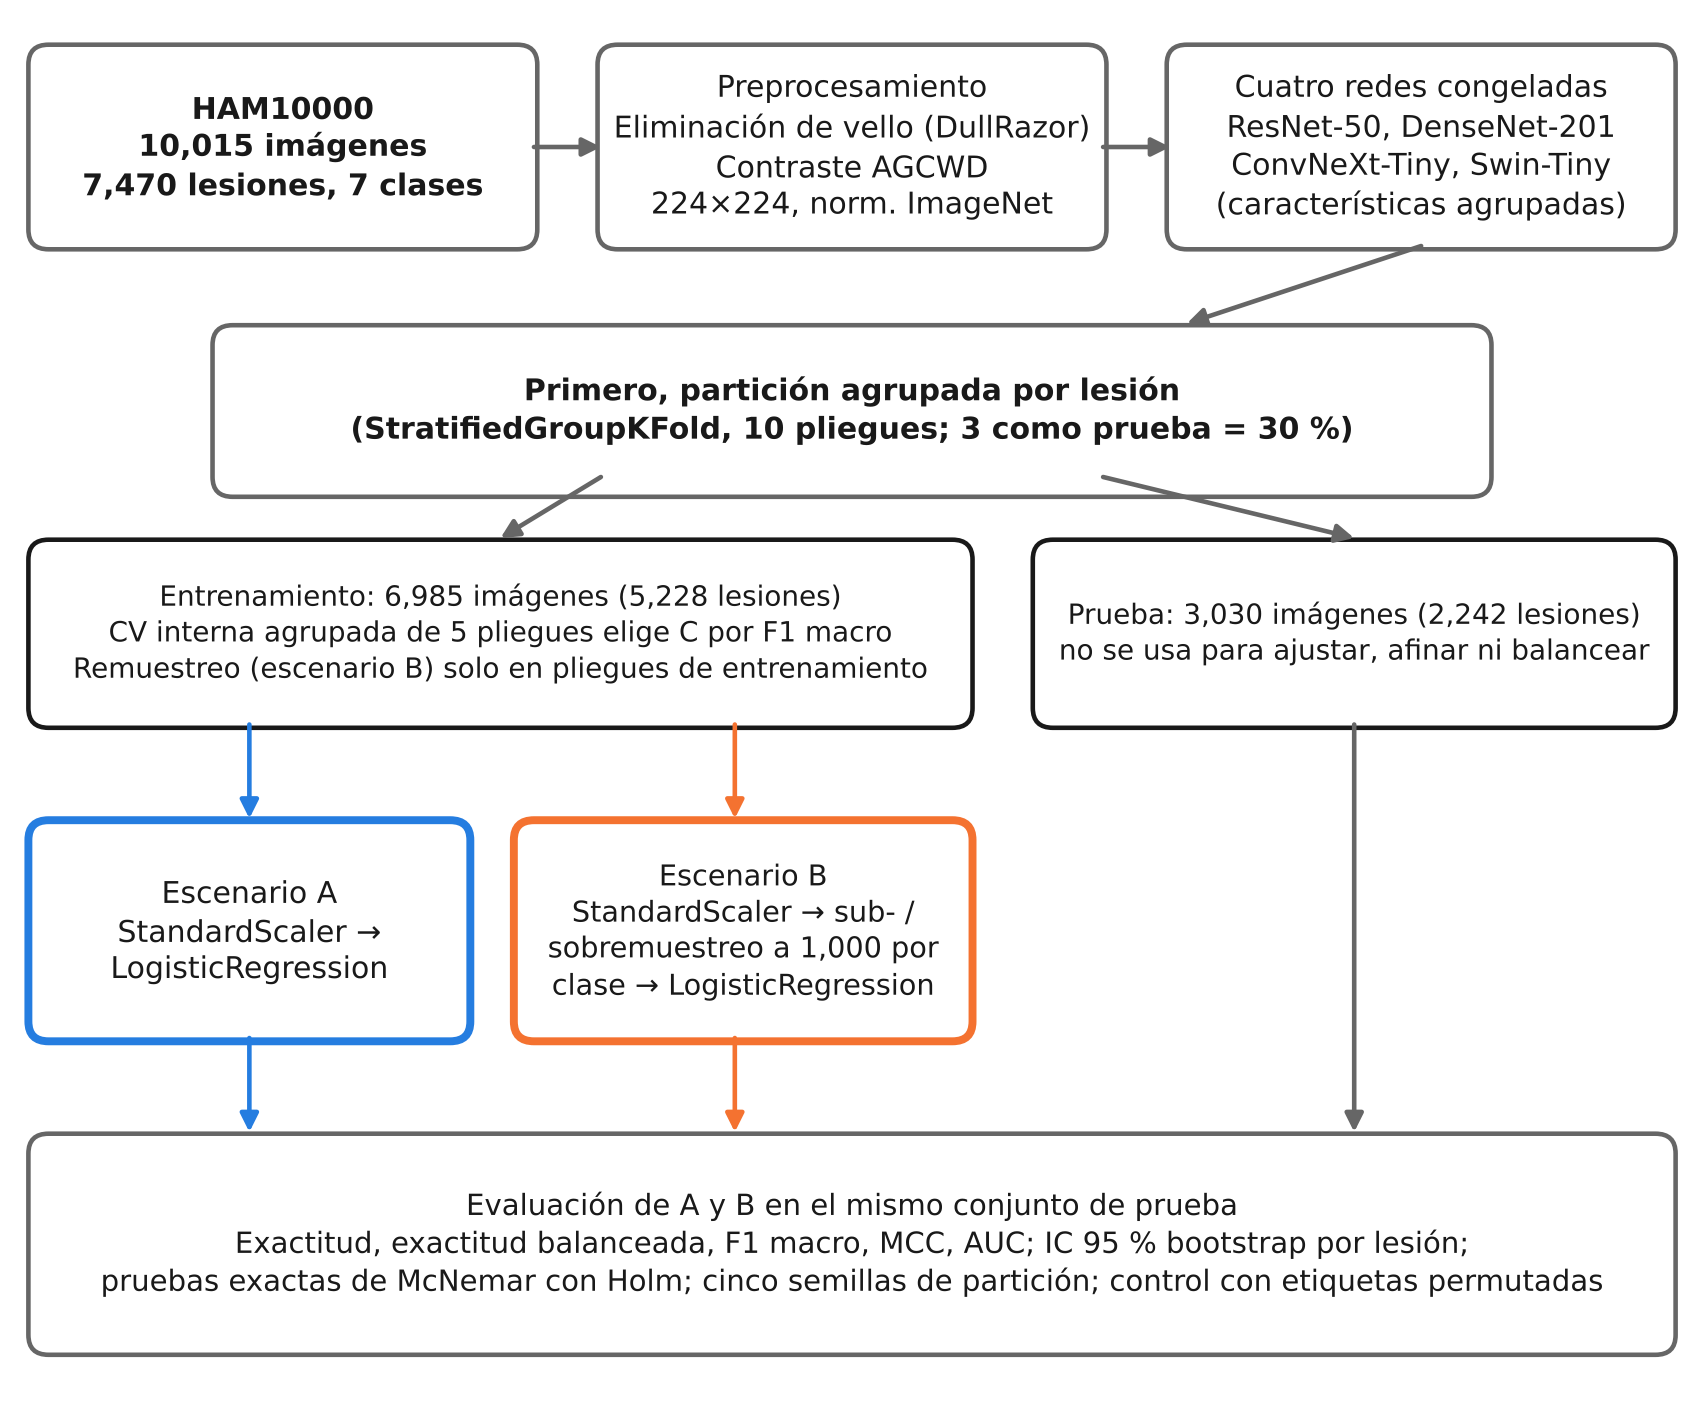 HAM10000
10,015 imágenes
7,470 lesiones, 7 clases
Preprocesamiento
Eliminación de vello (DullRazor)
Contraste AGCWD
224×224, norm. ImageNet
Cuatro redes congeladas
ResNet-50, DenseNet-201
ConvNeXt-Tiny, Swin-Tiny
(características agrupadas)
Primero, partición agrupada por lesión
(StratifiedGroupKFold, 10 pliegues; 3 como prueba = 30 %)
Entrenamiento: 6,985 imágenes (5,228 lesiones)
CV interna agrupada de 5 pliegues elige C por F1 macro
Remuestreo (escenario B) solo en pliegues de entrenamiento
Prueba: 3,030 imágenes (2,242 lesiones)
no se usa para ajustar, afinar ni balancear
Escenario A
StandardScaler →
LogisticRegression
Escenario B
StandardScaler → sub- /
sobremuestreo a 1,000 por
clase → LogisticRegression
Evaluación de A y B en el mismo conjunto de prueba
Exactitud, exactitud balanceada, F1 macro, MCC, AUC; IC 95 % bootstrap por lesión;
pruebas exactas de McNemar con Holm; cinco semillas de partición; control con etiquetas permutadas